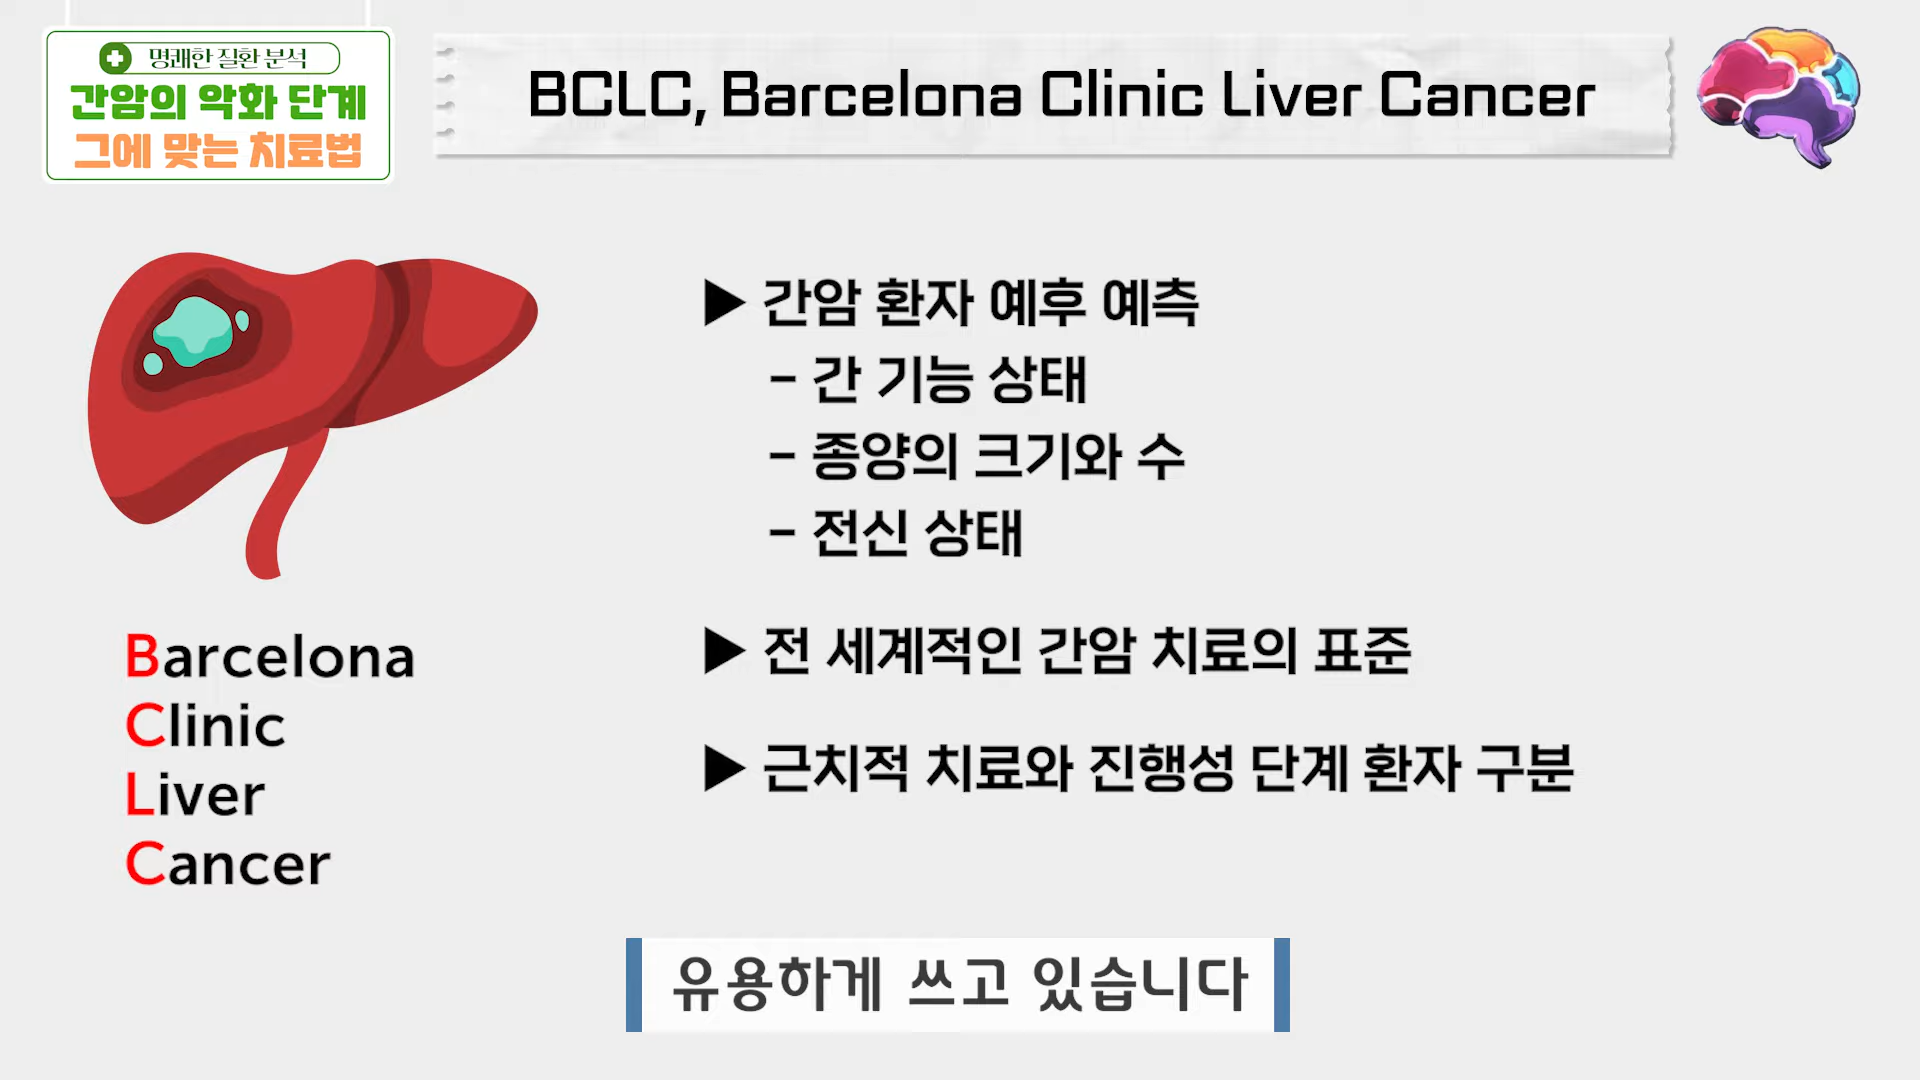 명쾌한 질환 분석
간암의 악화 단계
그에 맞는 치료법
BCLC, Barcelona Clinic Liver Cancer
▶ 간암 환자 예후 예측
- 간 기능 상태
- 종양의 크기와 수
- 전신 상태
▶ 전 세계적인 간암 치료의 표준
▶ 근치적 치료와 진행성 단계 환자 구분
Barcelona
Clinic
Liver
Cancer
유용하게 쓰고 있습니다